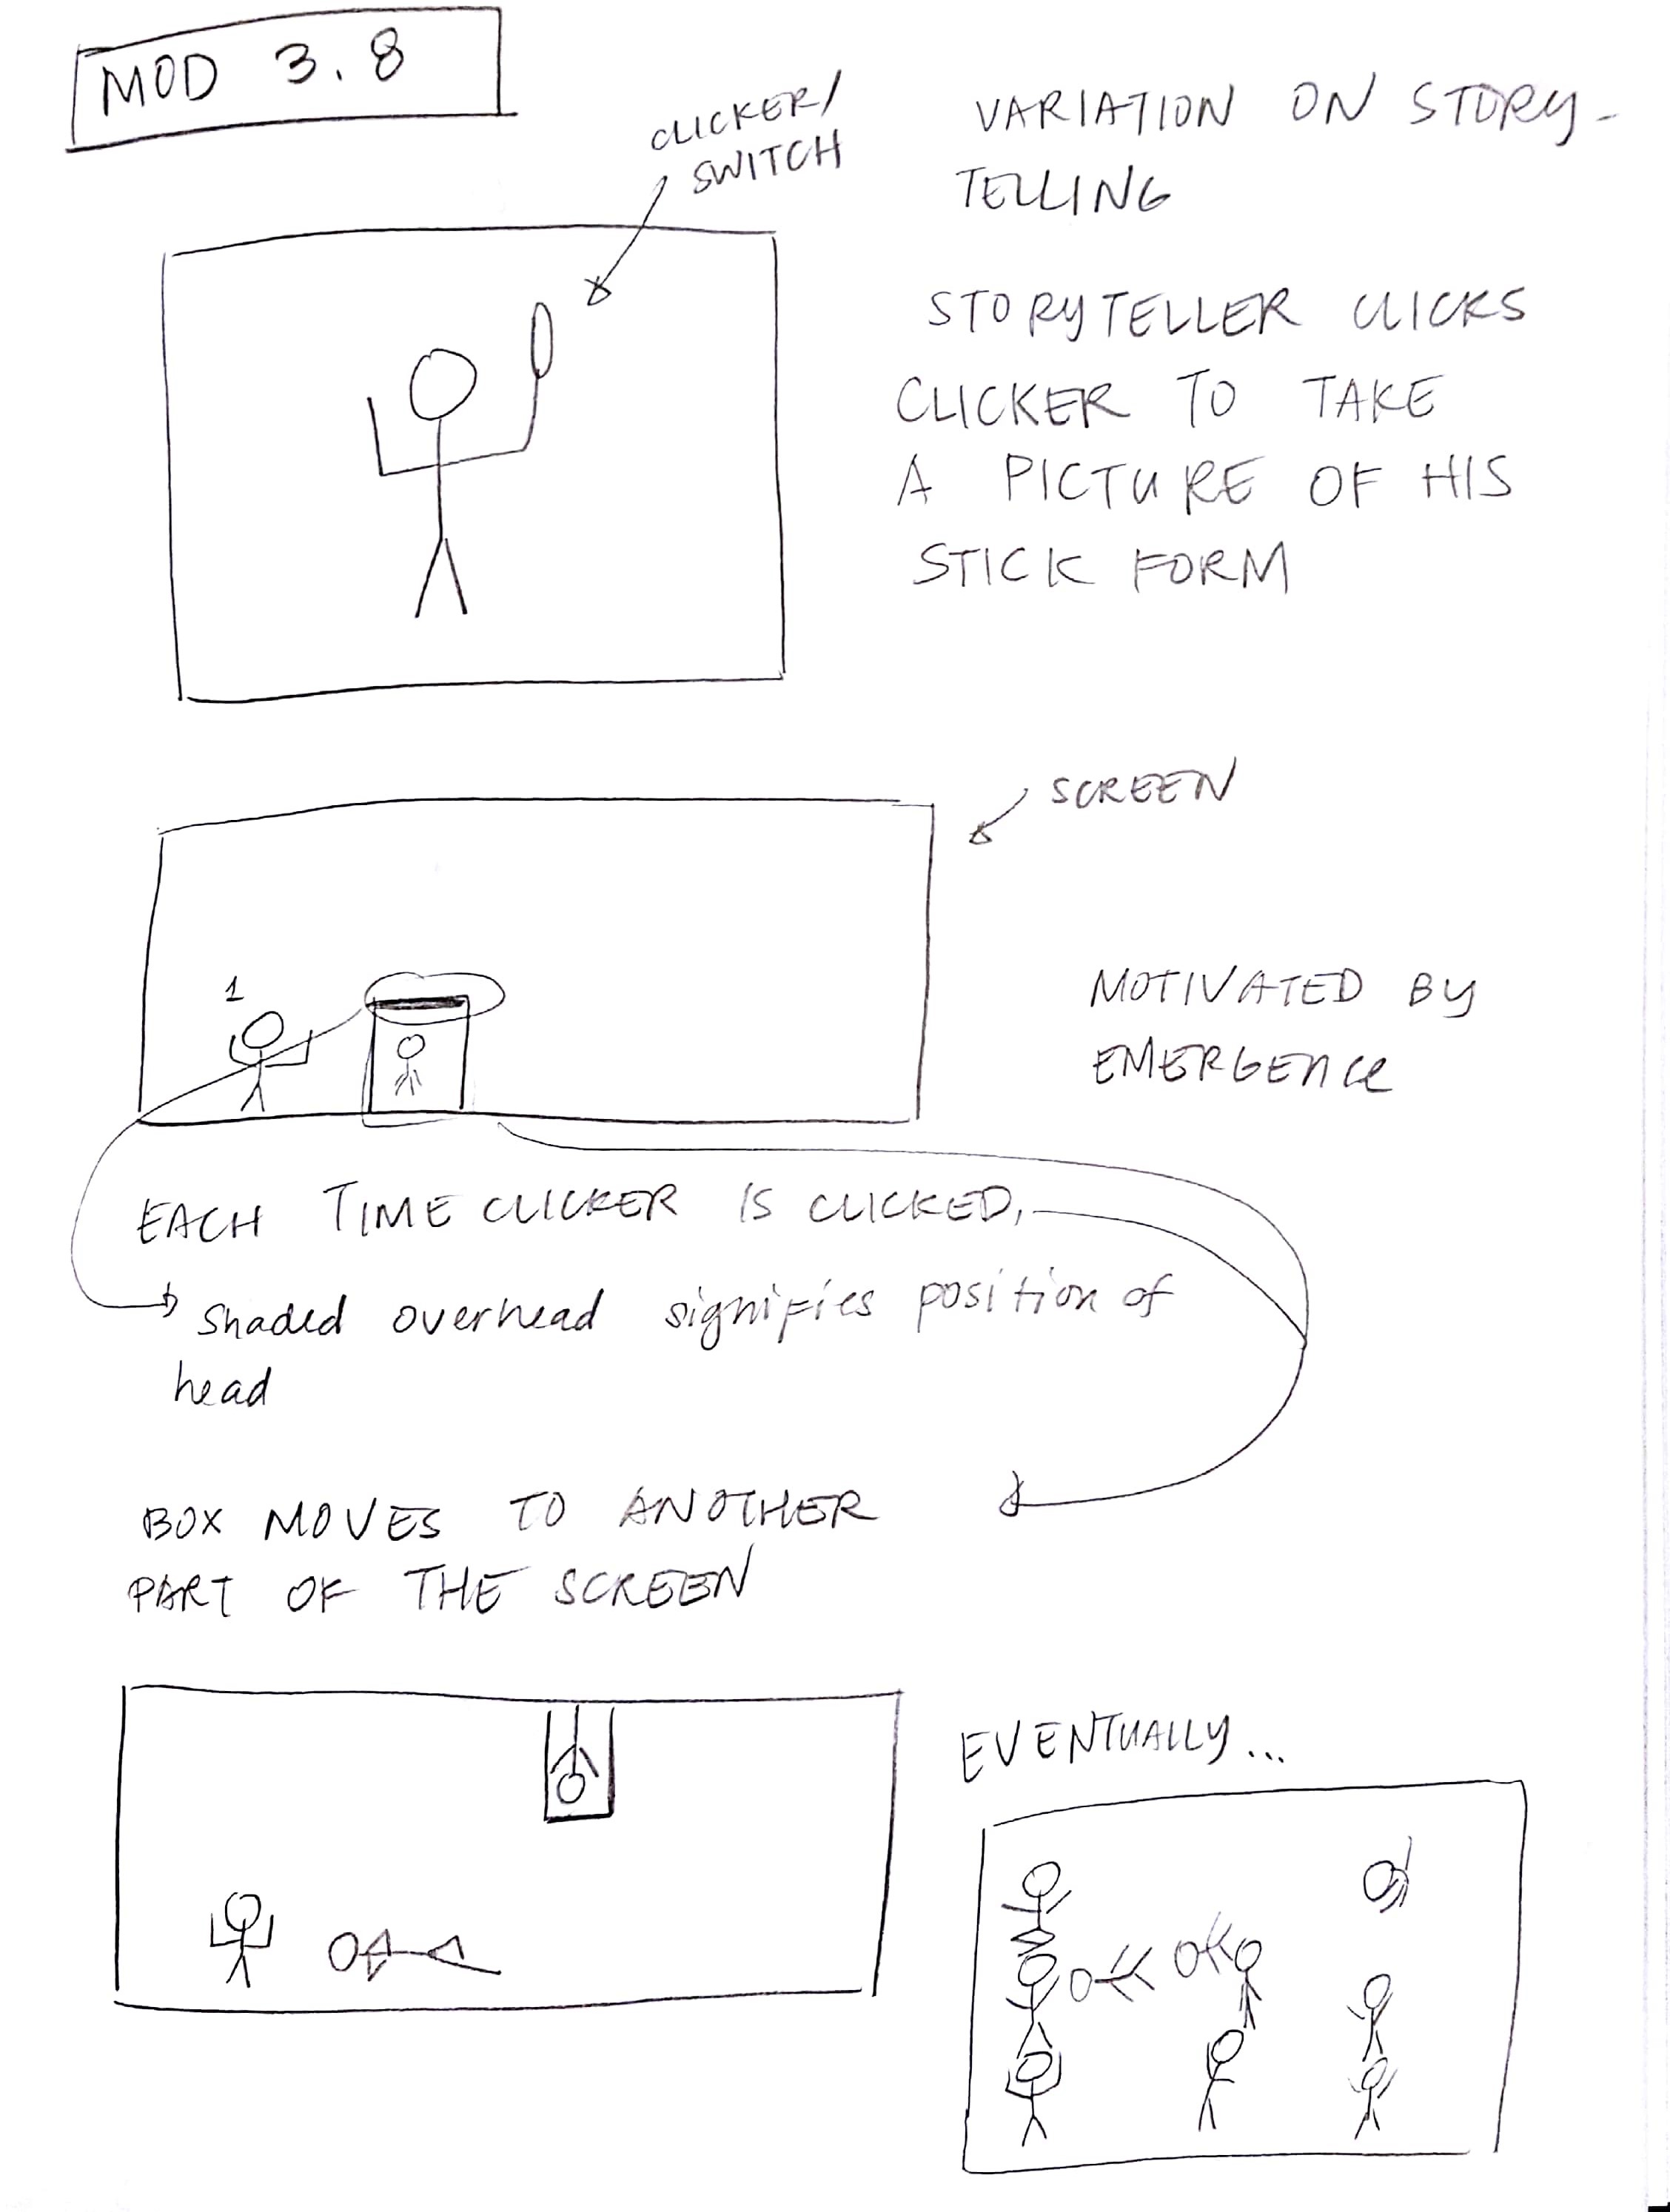 MOD 3.8
CLICKER/
SWITCH
VARIATION ON STORY-
TELLING
STORYTELLER CLICKS
CLICKER TO TAKE
A PICTURE OF HIS
STICK FORM
SCREEN
1
MOTIVATED BY
EMERGENCE
EACH TIME CLICKER IS CLICKED,
Shaded overhead signifies position of
head
BOX MOVES TO ANOTHER
PART OF THE SCREEN
EVENTUALLY...